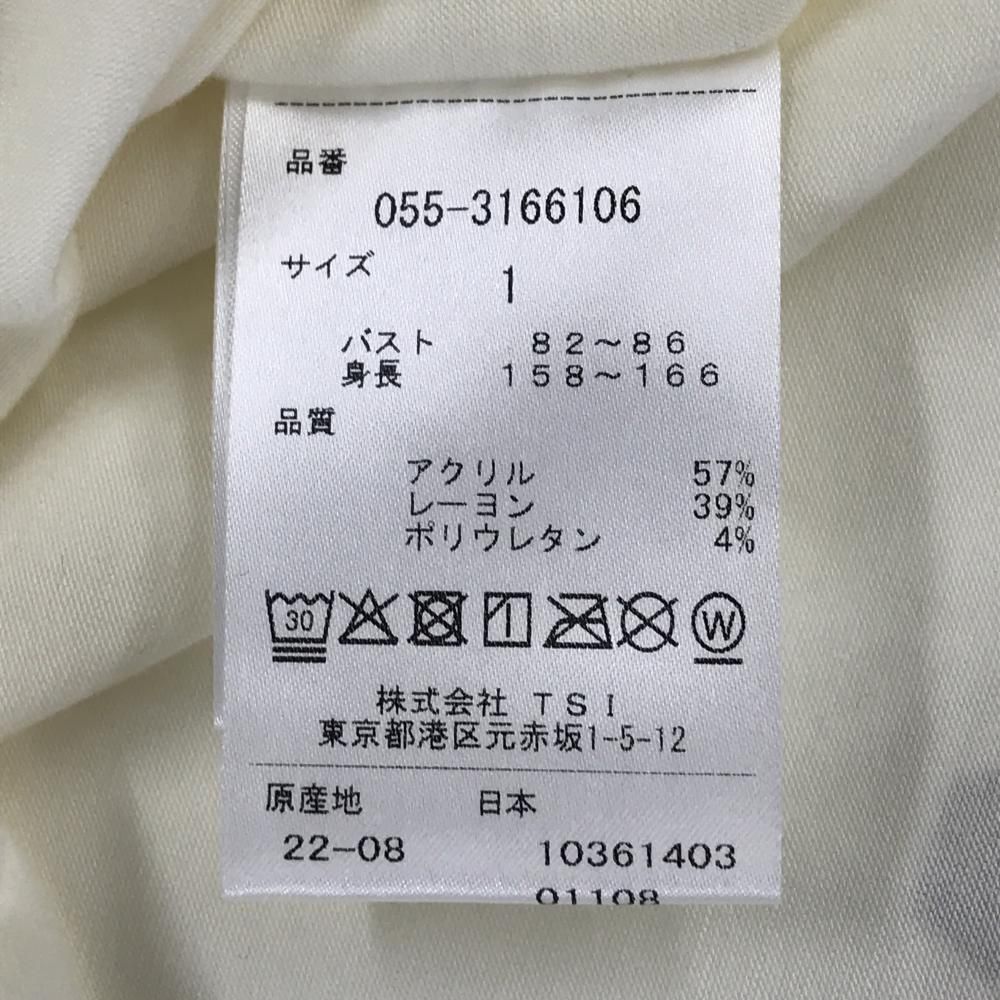 品番
055-3166106
サイズ 1
バスト 82～86
身長 158～166
品質
アクリル 57%
レーヨン 39%
ポリウレタン 4%
30 W
株式会社 TSI
東京都港区元赤坂1-5-12
原産地 日本
22-08 10361403
01108